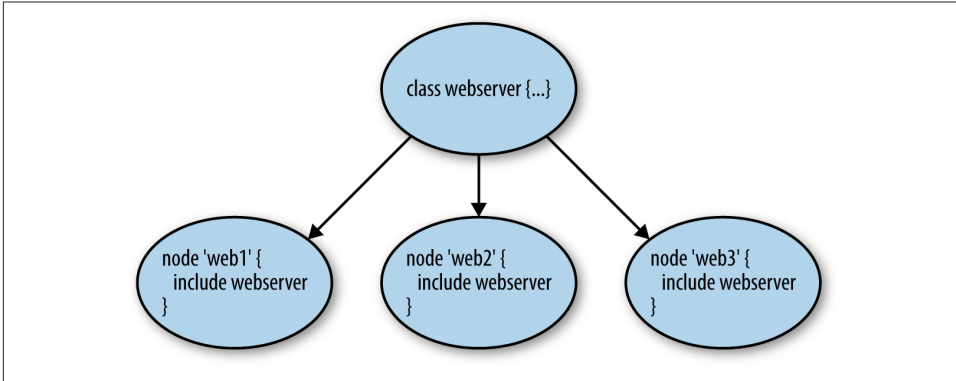 class webserver {...}
node 'web1' {
include webserver
}
node 'web2' {
include webserver
}
node 'web3' {
include webserver
}